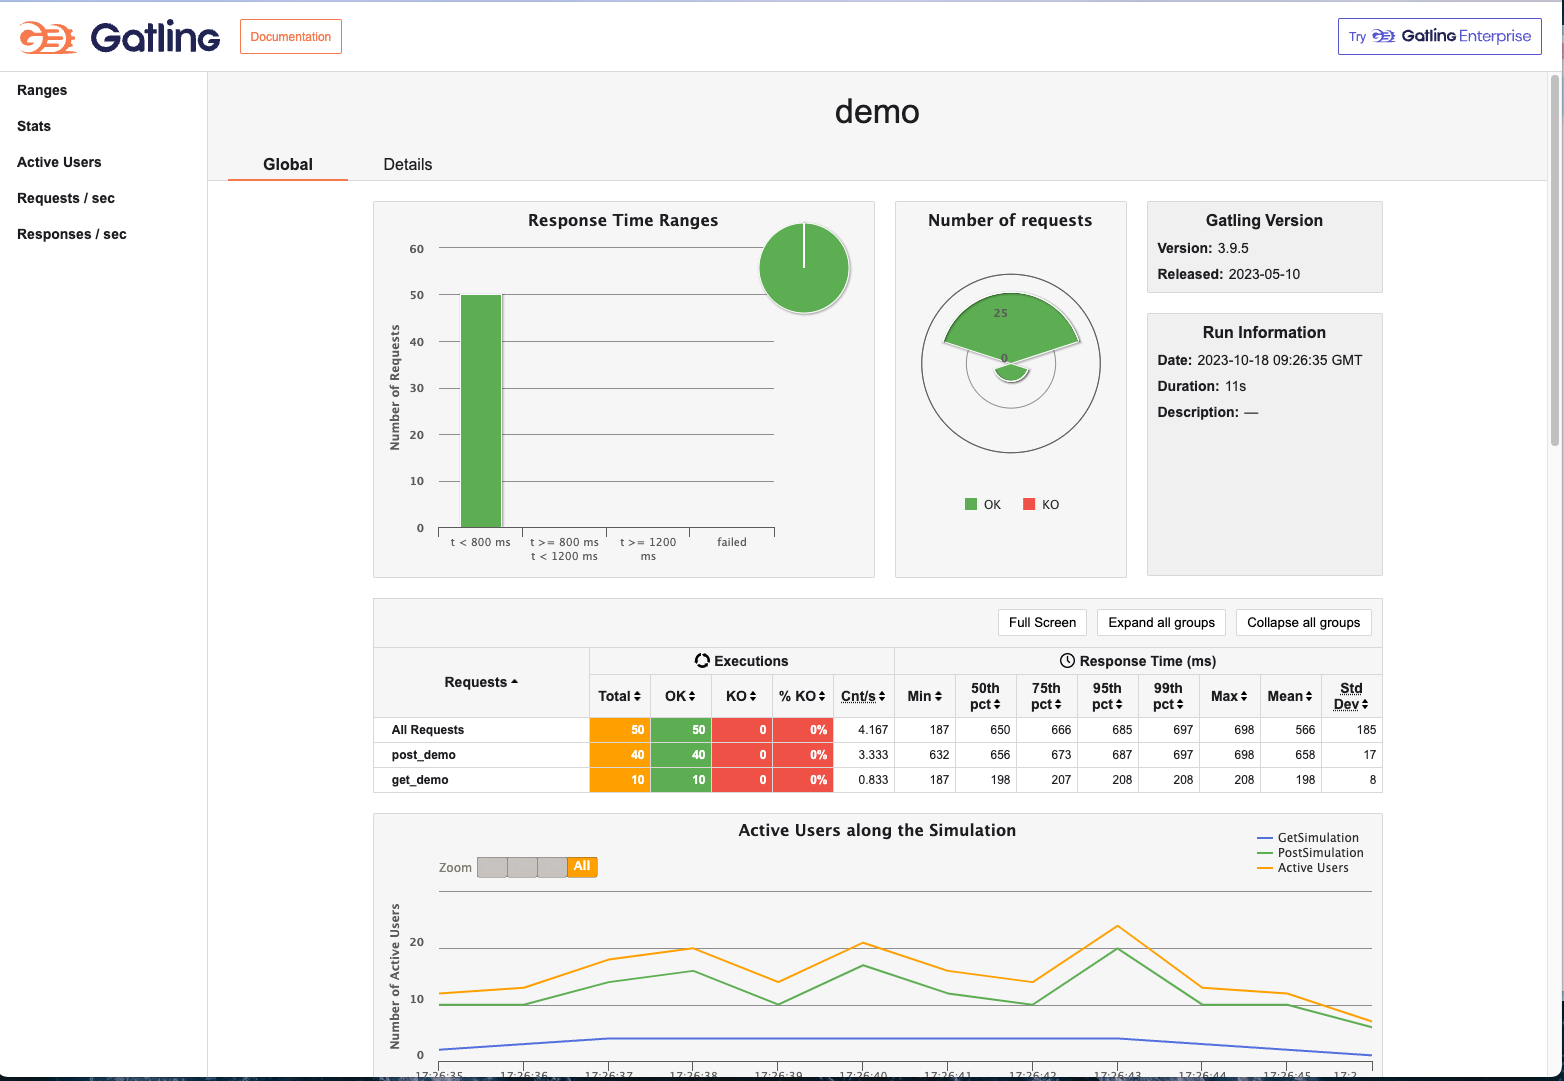 Gatling
Documentation
Try Gatling Enterprise
Ranges
Stats
Active Users
Requests / sec
Responses / sec
demo
Global
Details
Response Time Ranges
Number of Requests
60
50
40
30
20
10
0
t < 800 ms
t >= 800 ms
t < 1200 ms
t >= 1200
ms
failed
Number of requests
25
0
OK
KO
Gatling Version
Version: 3.9.5
Released: 2023-05-10
Run Information
Date: 2023-10-18 09:26:35 GMT
Duration: 11s
Description: —
Full Screen
Expand all groups
Collapse all groups
Requests
Executions
Response Time (ms)
Total OK KO % KO Cnt/s Min 50th pct 75th pct 95th pct 99th pct Max Mean Std Dev
All Requests 50 50 0 0% 4.167 187 650 666 685 697 698 566 185
post_demo 40 40 0 0% 3.333 632 656 673 687 697 698 658 17
get_demo 10 10 0 0% 0.833 187 198 207 208 208 208 198 8
Active Users along the Simulation
GetSimulation
PostSimulation
Active Users
Zoom All
Number of Active Users
20
10
0
17:26:35 17:26:36 17:26:37 17:26:38 17:26:39 17:26:40 17:26:41 17:26:42 17:26:43 17:26:44 17:26:45 17:2…